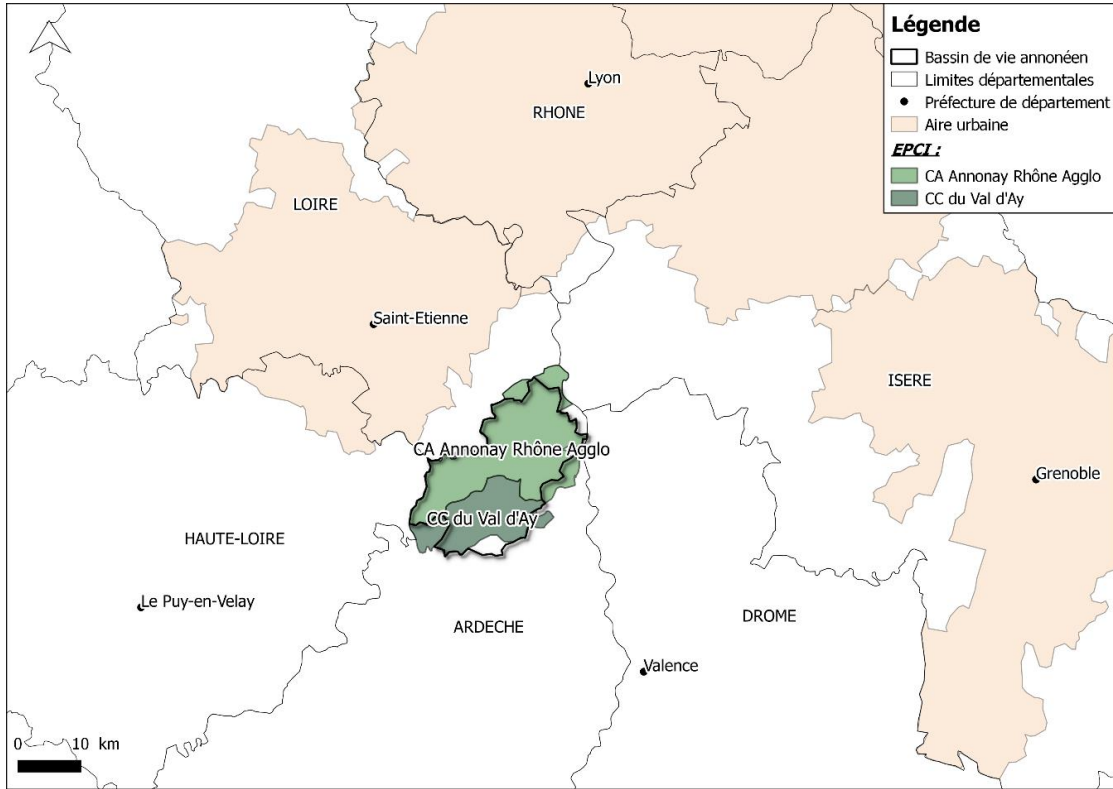 Légende
Bassin de vie annonéen
Limites départementales
Préfecture de département
Aire urbaine
EPCI :
CA Annonay Rhône Agglo
CC du Val d'Ay
Lyon
RHONE
LOIRE
Saint-Etienne
ISERE
CA Annonay Rhône Agglo
Grenoble
CC du Val d'Ay
HAUTE-LOIRE
Le Puy-en-Velay
DROME
ARDECHE
Valence
0 10 km